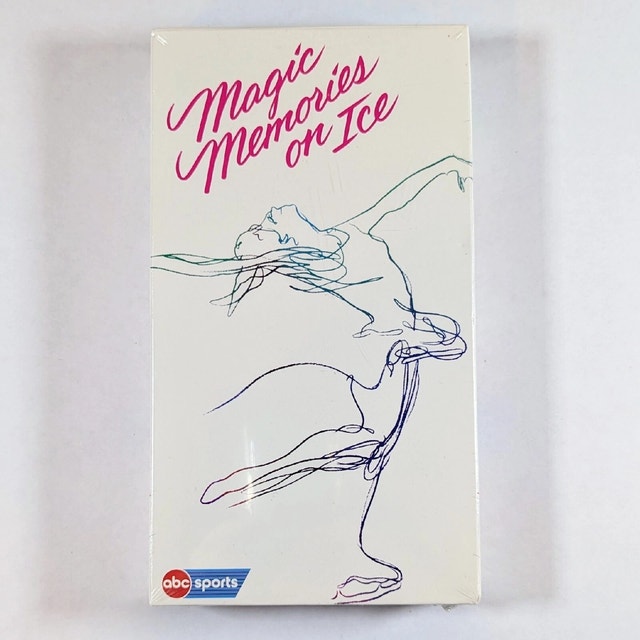 Magic
Memories
on Ice
abc sports